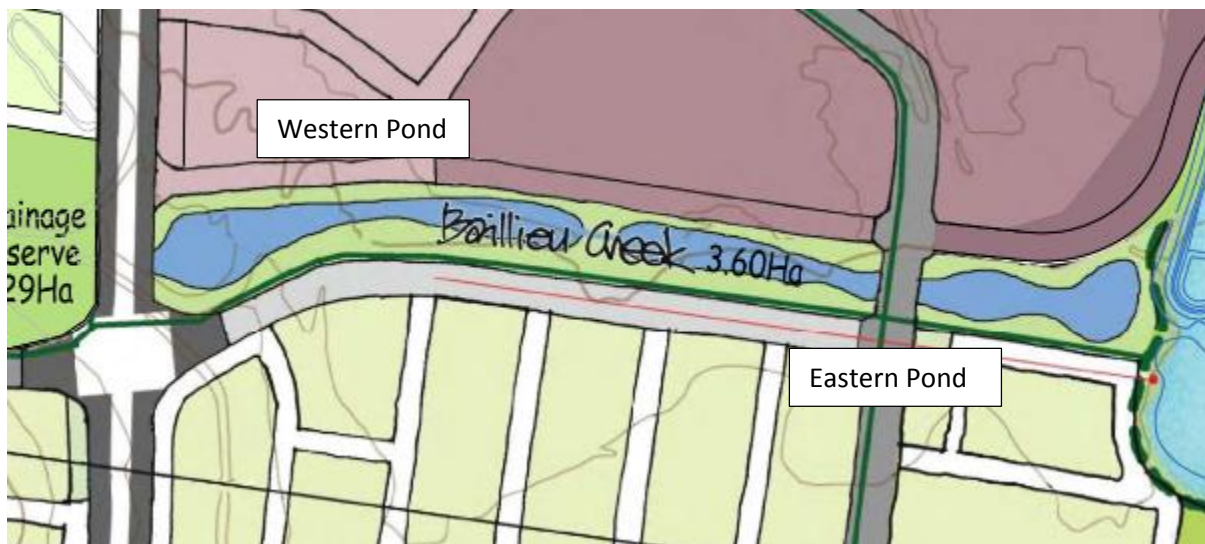 Western Pond
ainage
serve
29Ha
Baillieu Creek 3.60Ha
Eastern Pond